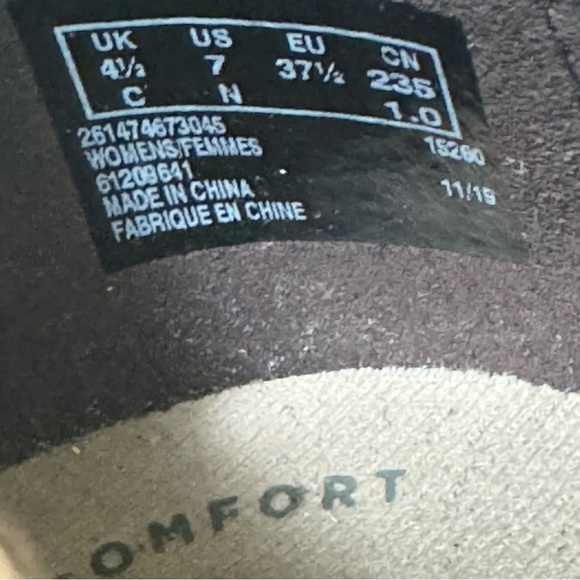 UK US EU CN
4½ 7 37½ 235
C N 1.0
261474673045 15260
WOMENS/FEMMES
61209641 11/19
MADE IN CHINA
FABRIQUE EN CHINE
OMFORT